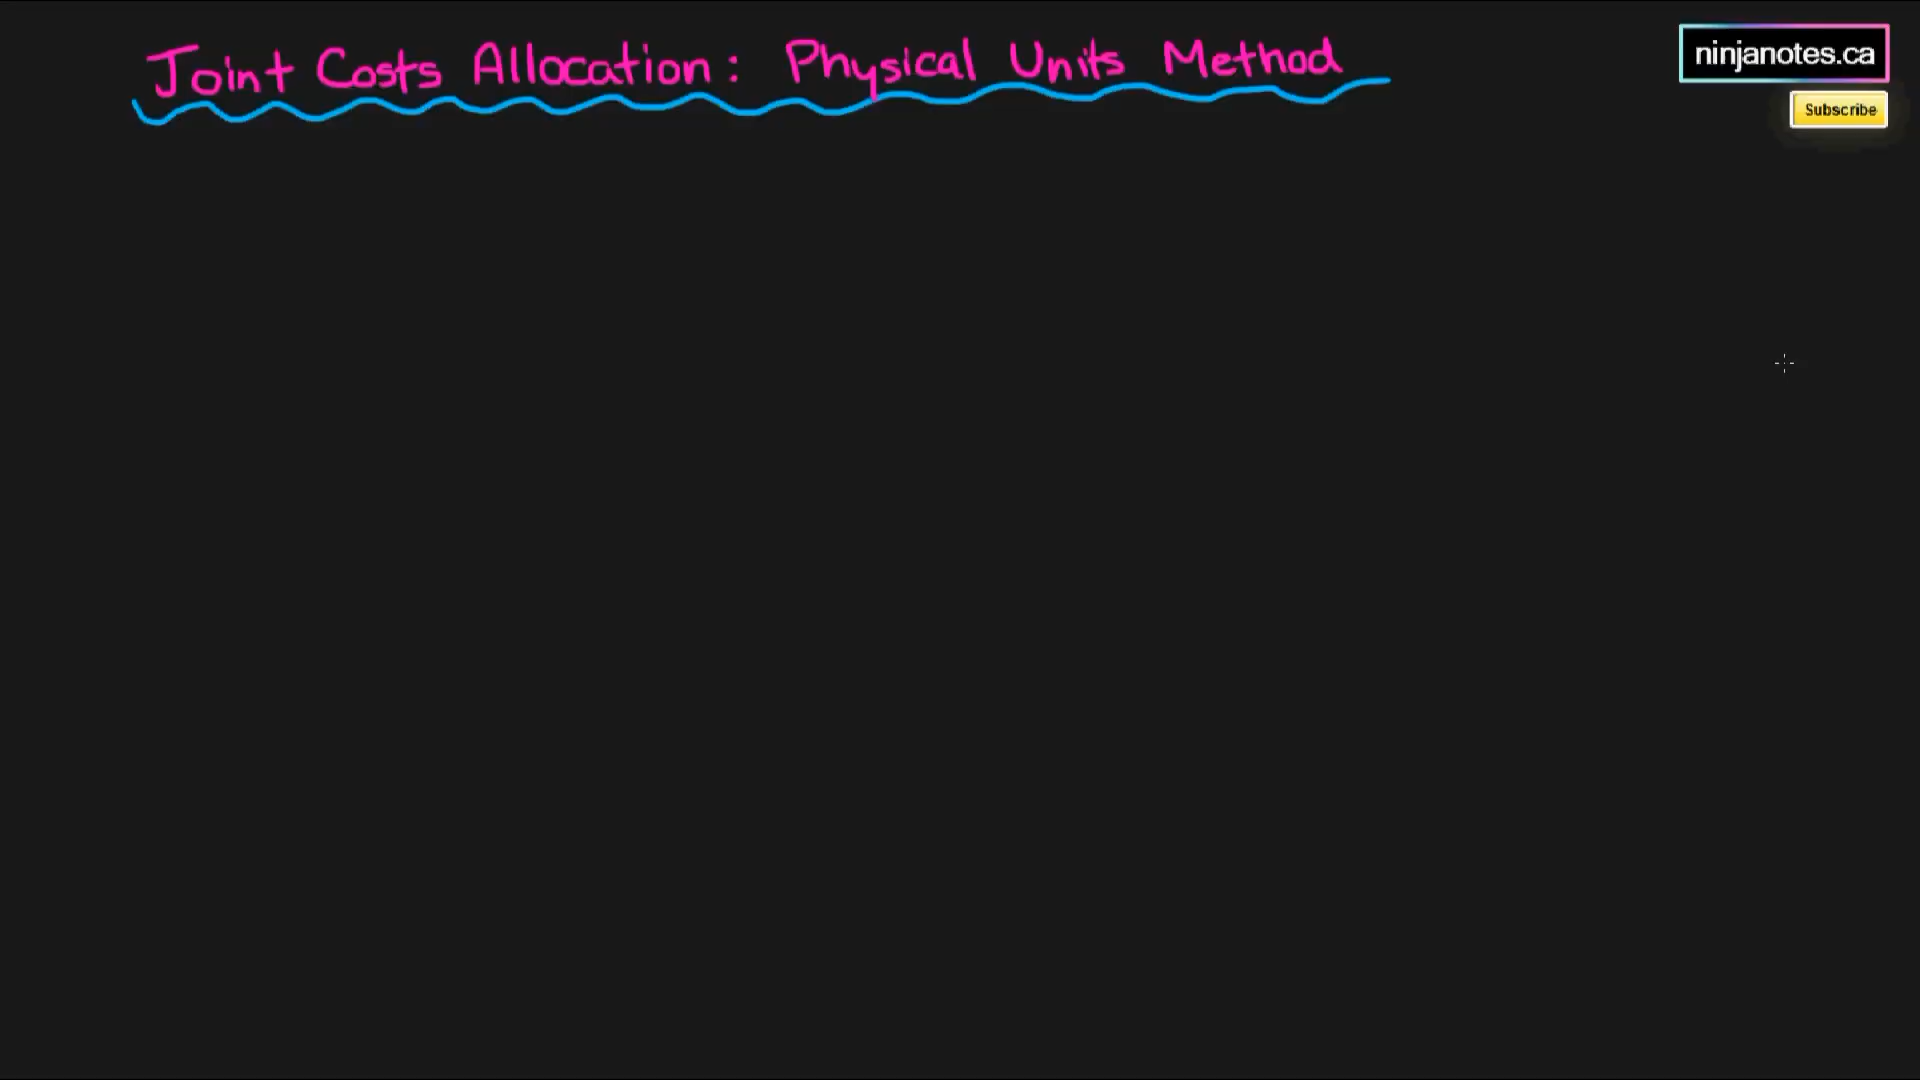 Joint Costs Allocation: Physical Units Method
ninjanotes.ca
Subscribe